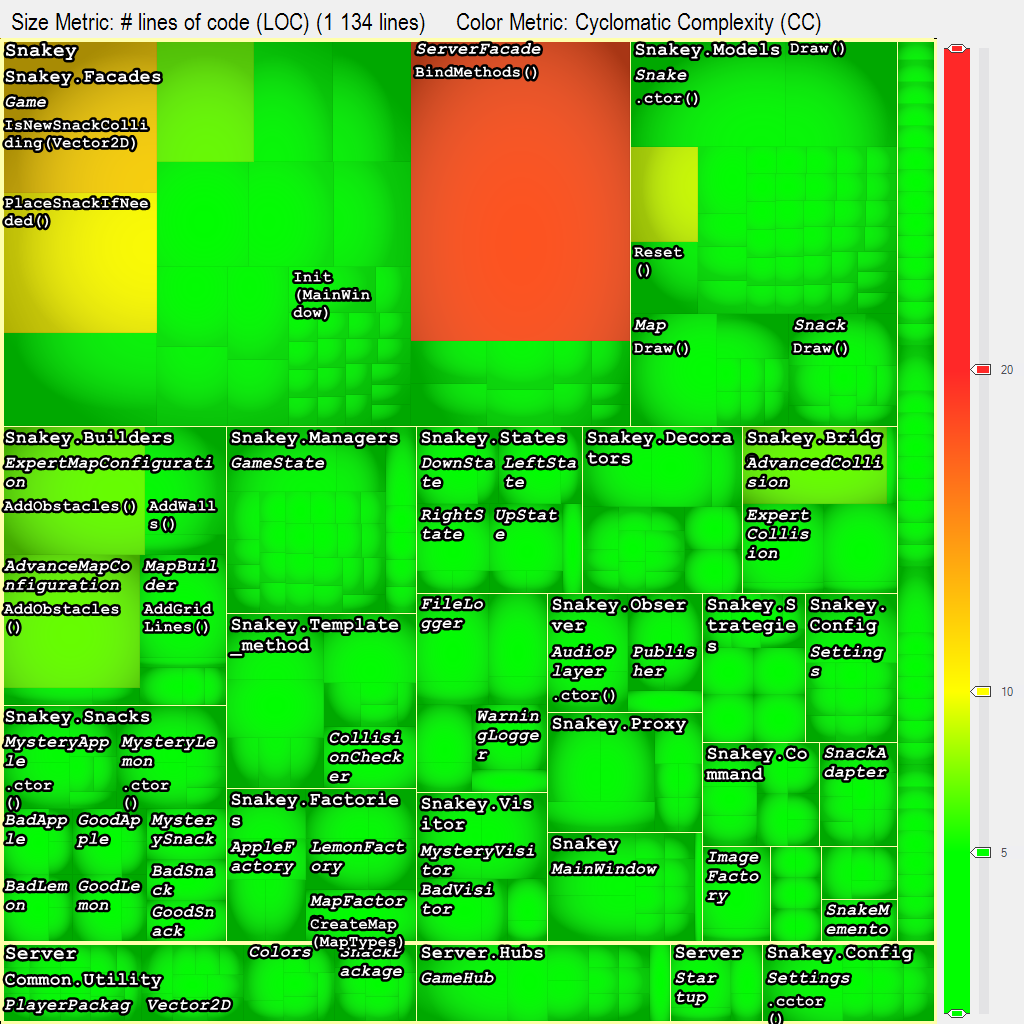 Size Metric: # lines of code (LOC) (1 134 lines)
Color Metric: Cyclomatic Complexity (CC)
Snakey
Snakey.Facades
Game
IsNewSnackColli
ding(Vector2D)
PlaceSnackIfNee
ded()
Init
(MainWin
dow)
ServerFacade
BindMethods()
Snakey.Models
Draw()
Snake
.ctor()
Reset
()
Map
Draw()
Snack
Draw()
Snakey.Builders
ExpertMapConfigurati
on
AddObstacles()
AddWall
s()
AdvanceMapCo
nfiguration
AddObstacles
()
MapBuil
der
AddGrid
Lines()
Snakey.Managers
GameState
Snakey.States
DownSta
te
LeftSta
te
RightS
tate
UpStat
e
Snakey.Decora
tors
Snakey.Bridg
AdvancedColli
sion
Expert
Collis
ion
Snakey.Template
_method
Collisi
onCheck
er
FileLo
gger
Warnin
gLogge
r
Snakey.Obser
ver
AudioP
layer
.ctor()
Publis
her
Snakey.S
trategie
s
Snakey.
Config
Setting
s
Snakey.Snacks
MysteryApp
le
.ctor
()
MysteryLe
mon
.ctor
()
BadApp
le
GoodAp
ple
Myster
ySnack
BadLem
on
GoodLe
mon
BadSna
ck
GoodSn
ack
Snakey.Factorie
s
AppleF
actory
LemonFact
ory
MapFactor
CreateMap
(MapTypes)
Snakey.Vis
itor
MysteryVisi
tor
BadVisi
tor
Snakey.Proxy
Snakey
MainWindow
Snakey.Co
mmand
SnackA
dapter
Image
Facto
ry
SnakeM
emento
Server
Common.Utility
PlayerPackag
Vector2D
Colors
SnackP
ackage
Server.Hubs
GameHub
Server
Star
tup
Snakey.Config
Settings
.cctor
()
20
10
5